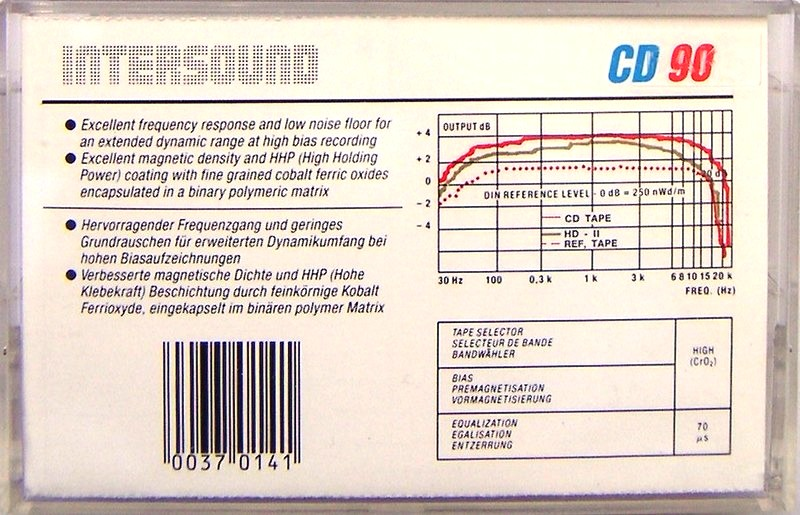 INTERSOUND
CD 90
● Excellent frequency response and low noise floor for
an extended dynamic range at high bias recording
● Excellent magnetic density and HHP (High Holding
Power) coating with fine grained cobalt ferric oxides
encapsulated in a binary polymeric matrix
● Hervorragender Frequenzgang und geringes
Grundrauschen für erweiterten Dynamikumfang bei
hohen Biasaufzeichnungen
● Verbesserte magnetische Dichte und HHP (Hohe
Klebekraft) Beschichtung durch feinkörnige Kobalt
Ferrioxyde, eingekapselt im binären polymer Matrix
0037 0141
OUTPUT dB
+ 4
+ 2
0
- 2
- 4
-20 dB
DIN REFERENCE LEVEL - 0 dB = 250 nWd/m
CD TAPE
HD - II
REF, TAPE
30 Hz 100 0,3 k 1 k 3 k 6 8 10 15 20 k
FREQ. (Hz)
TAPE SELECTOR
SELECTEUR DE BANDE
BANDWÄHLER
HIGH
(CrO₂)
BIAS
PREMAGNETISATION
VORMAGNETISIERUNG
EQUALIZATION
EGALISATION
ENTZERRUNG
70
µs